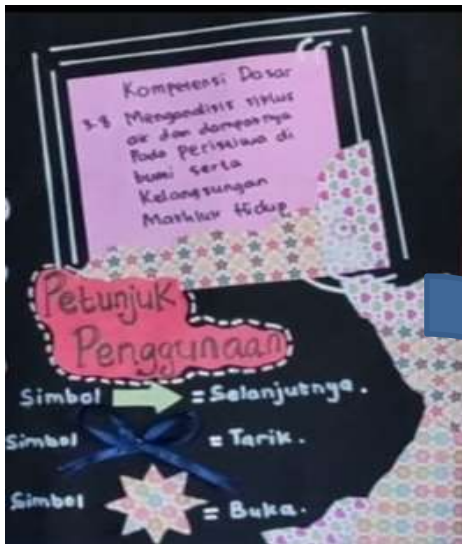 Kompetensi Dasar
3.8 Menganalisis siklus
air dan dampaknya
Pada Peristiwa di
bumi serta
Kelangsungan
Makhluk Hidup
Petunjuk
Penggunaan
Simbol = Selanjutnya.
Simbol = Tarik.
Simbol = Buka.